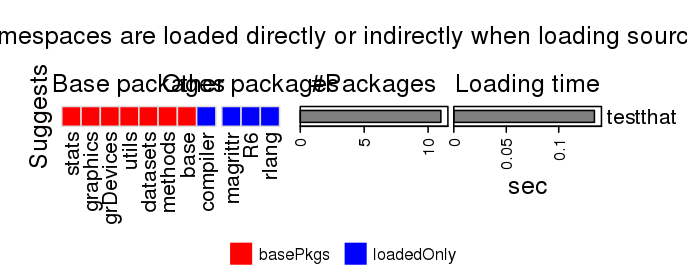 mespaces are loaded directly or indirectly when loading sourc
Base packages
Other packages
#Packages
Loading time
Suggests
testthat
stats
graphics
grDevices
utils
datasets
methods
base
compiler
magrittr
R6
rlang
0
5
10
0
0.05
0.1
sec
basePkgs
loadedOnly